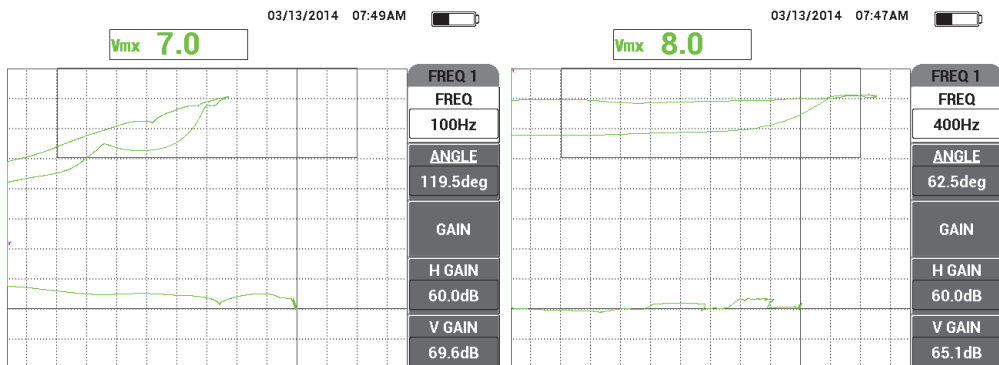 03/13/2014 07:49AM
Vmx 7.0
FREQ 1
FREQ
100Hz
ANGLE
119.5deg
GAIN
H GAIN
60.0dB
V GAIN
69.6dB
03/13/2014 07:47AM
Vmx 8.0
FREQ 1
FREQ
400Hz
ANGLE
62.5deg
GAIN
H GAIN
60.0dB
V GAIN
65.1dB